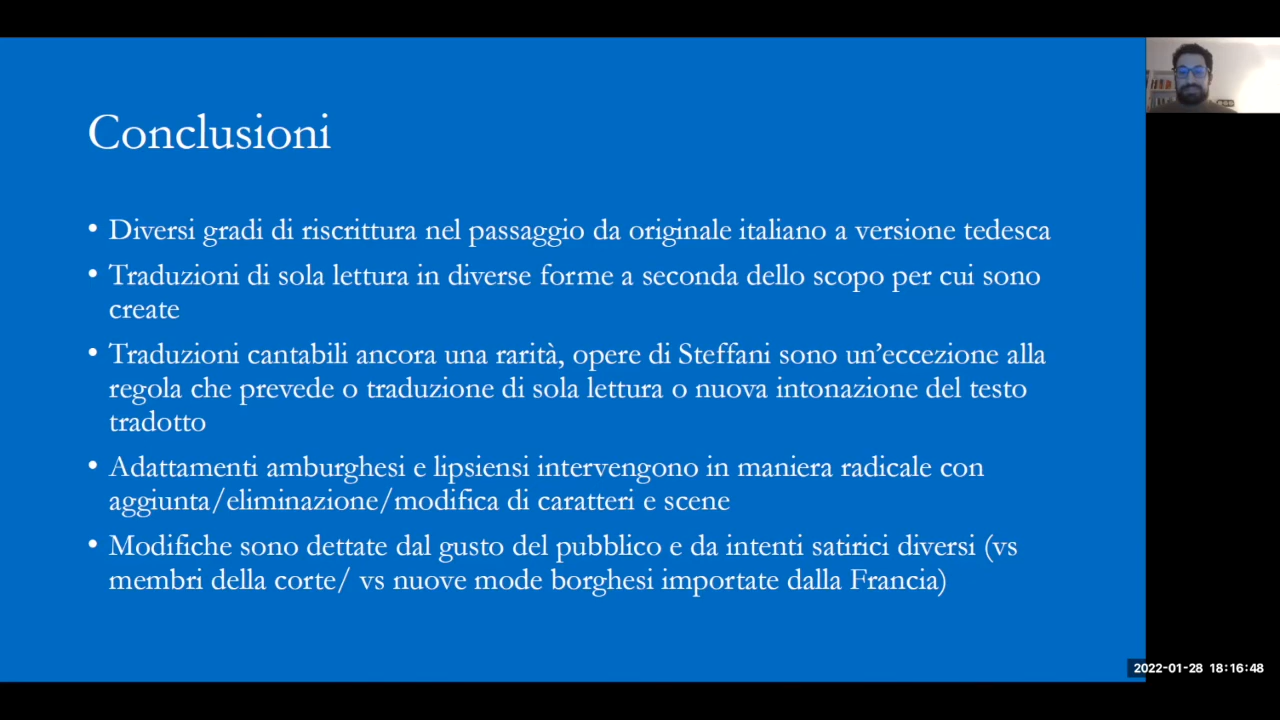 Conclusioni
• Diversi gradi di riscrittura nel passaggio da originale italiano a versione tedesca
• Traduzioni di sola lettura in diverse forme a seconda dello scopo per cui sono
create
• Traduzioni cantabili ancora una rarità, opere di Steffani sono un’eccezione alla
regola che prevede o traduzione di sola lettura o nuova intonazione del testo
tradotto
• Adattamenti amburghesi e lipsiensi intervengono in maniera radicale con
aggiunta/eliminazione/modifica di caratteri e scene
• Modifiche sono dettate dal gusto del pubblico e da intenti satirici diversi (vs
membri della corte/ vs nuove mode borghesi importate dalla Francia)
2022-01-28 18:16:48